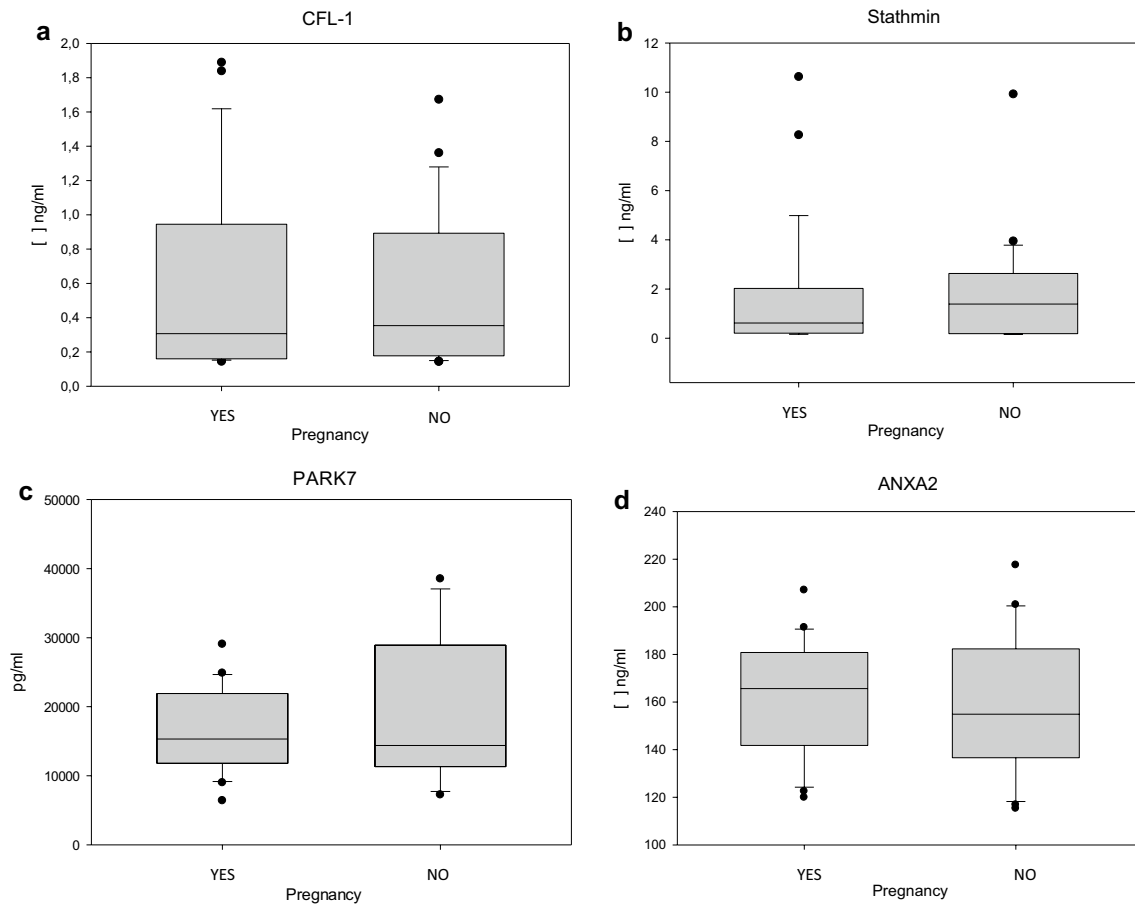 a
CFL-1
2,0
1,8
1,6
1,4
1,2
1,0
0,8
0,6
0,4
0,2
0,0
[ ] ng/ml
YES
NO
Pregnancy
b
Stathmin
12
10
8
6
4
2
0
[ ] ng/ml
YES
NO
Pregnancy
c
PARK7
50000
40000
30000
20000
10000
0
pg/ml
YES
NO
Pregnancy
d
ANXA2
240
220
200
180
160
140
120
100
[ ] ng/ml
YES
NO
Pregnancy